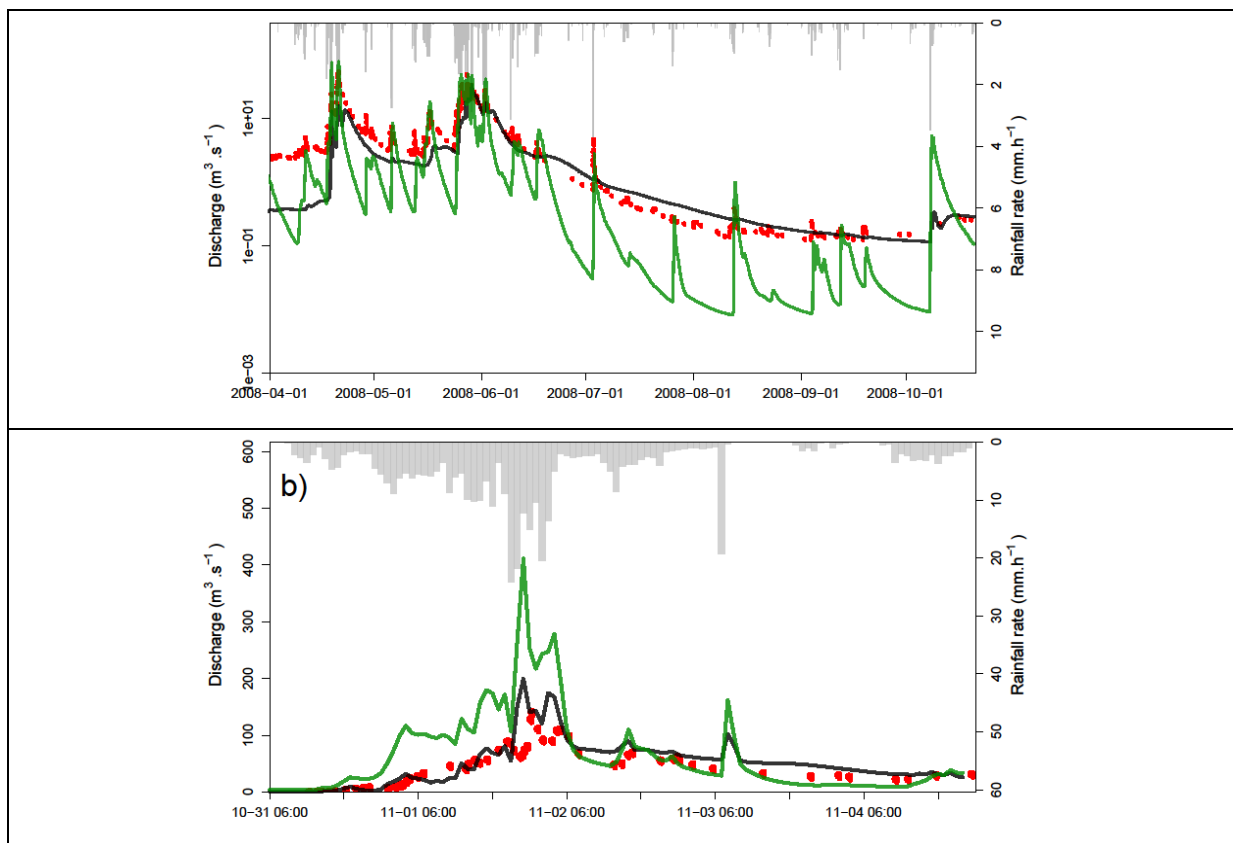 0
2
4
6
8
10
1e+01
1e−01
1e−03
Discharge (m³ .s⁻¹)
Rainfall rate (mm.h⁻¹)
2008−04−01 2008−05−01 2008−06−01 2008−07−01 2008−08−01 2008−09−01 2008−10−01
b)
600
500
400
300
200
100
0
Discharge (m³ .s⁻¹)
0
10
20
30
40
50
60
Rainfall rate (mm.h⁻¹)
10−31 06:00 11−01 06:00 11−02 06:00 11−03 06:00 11−04 06:00